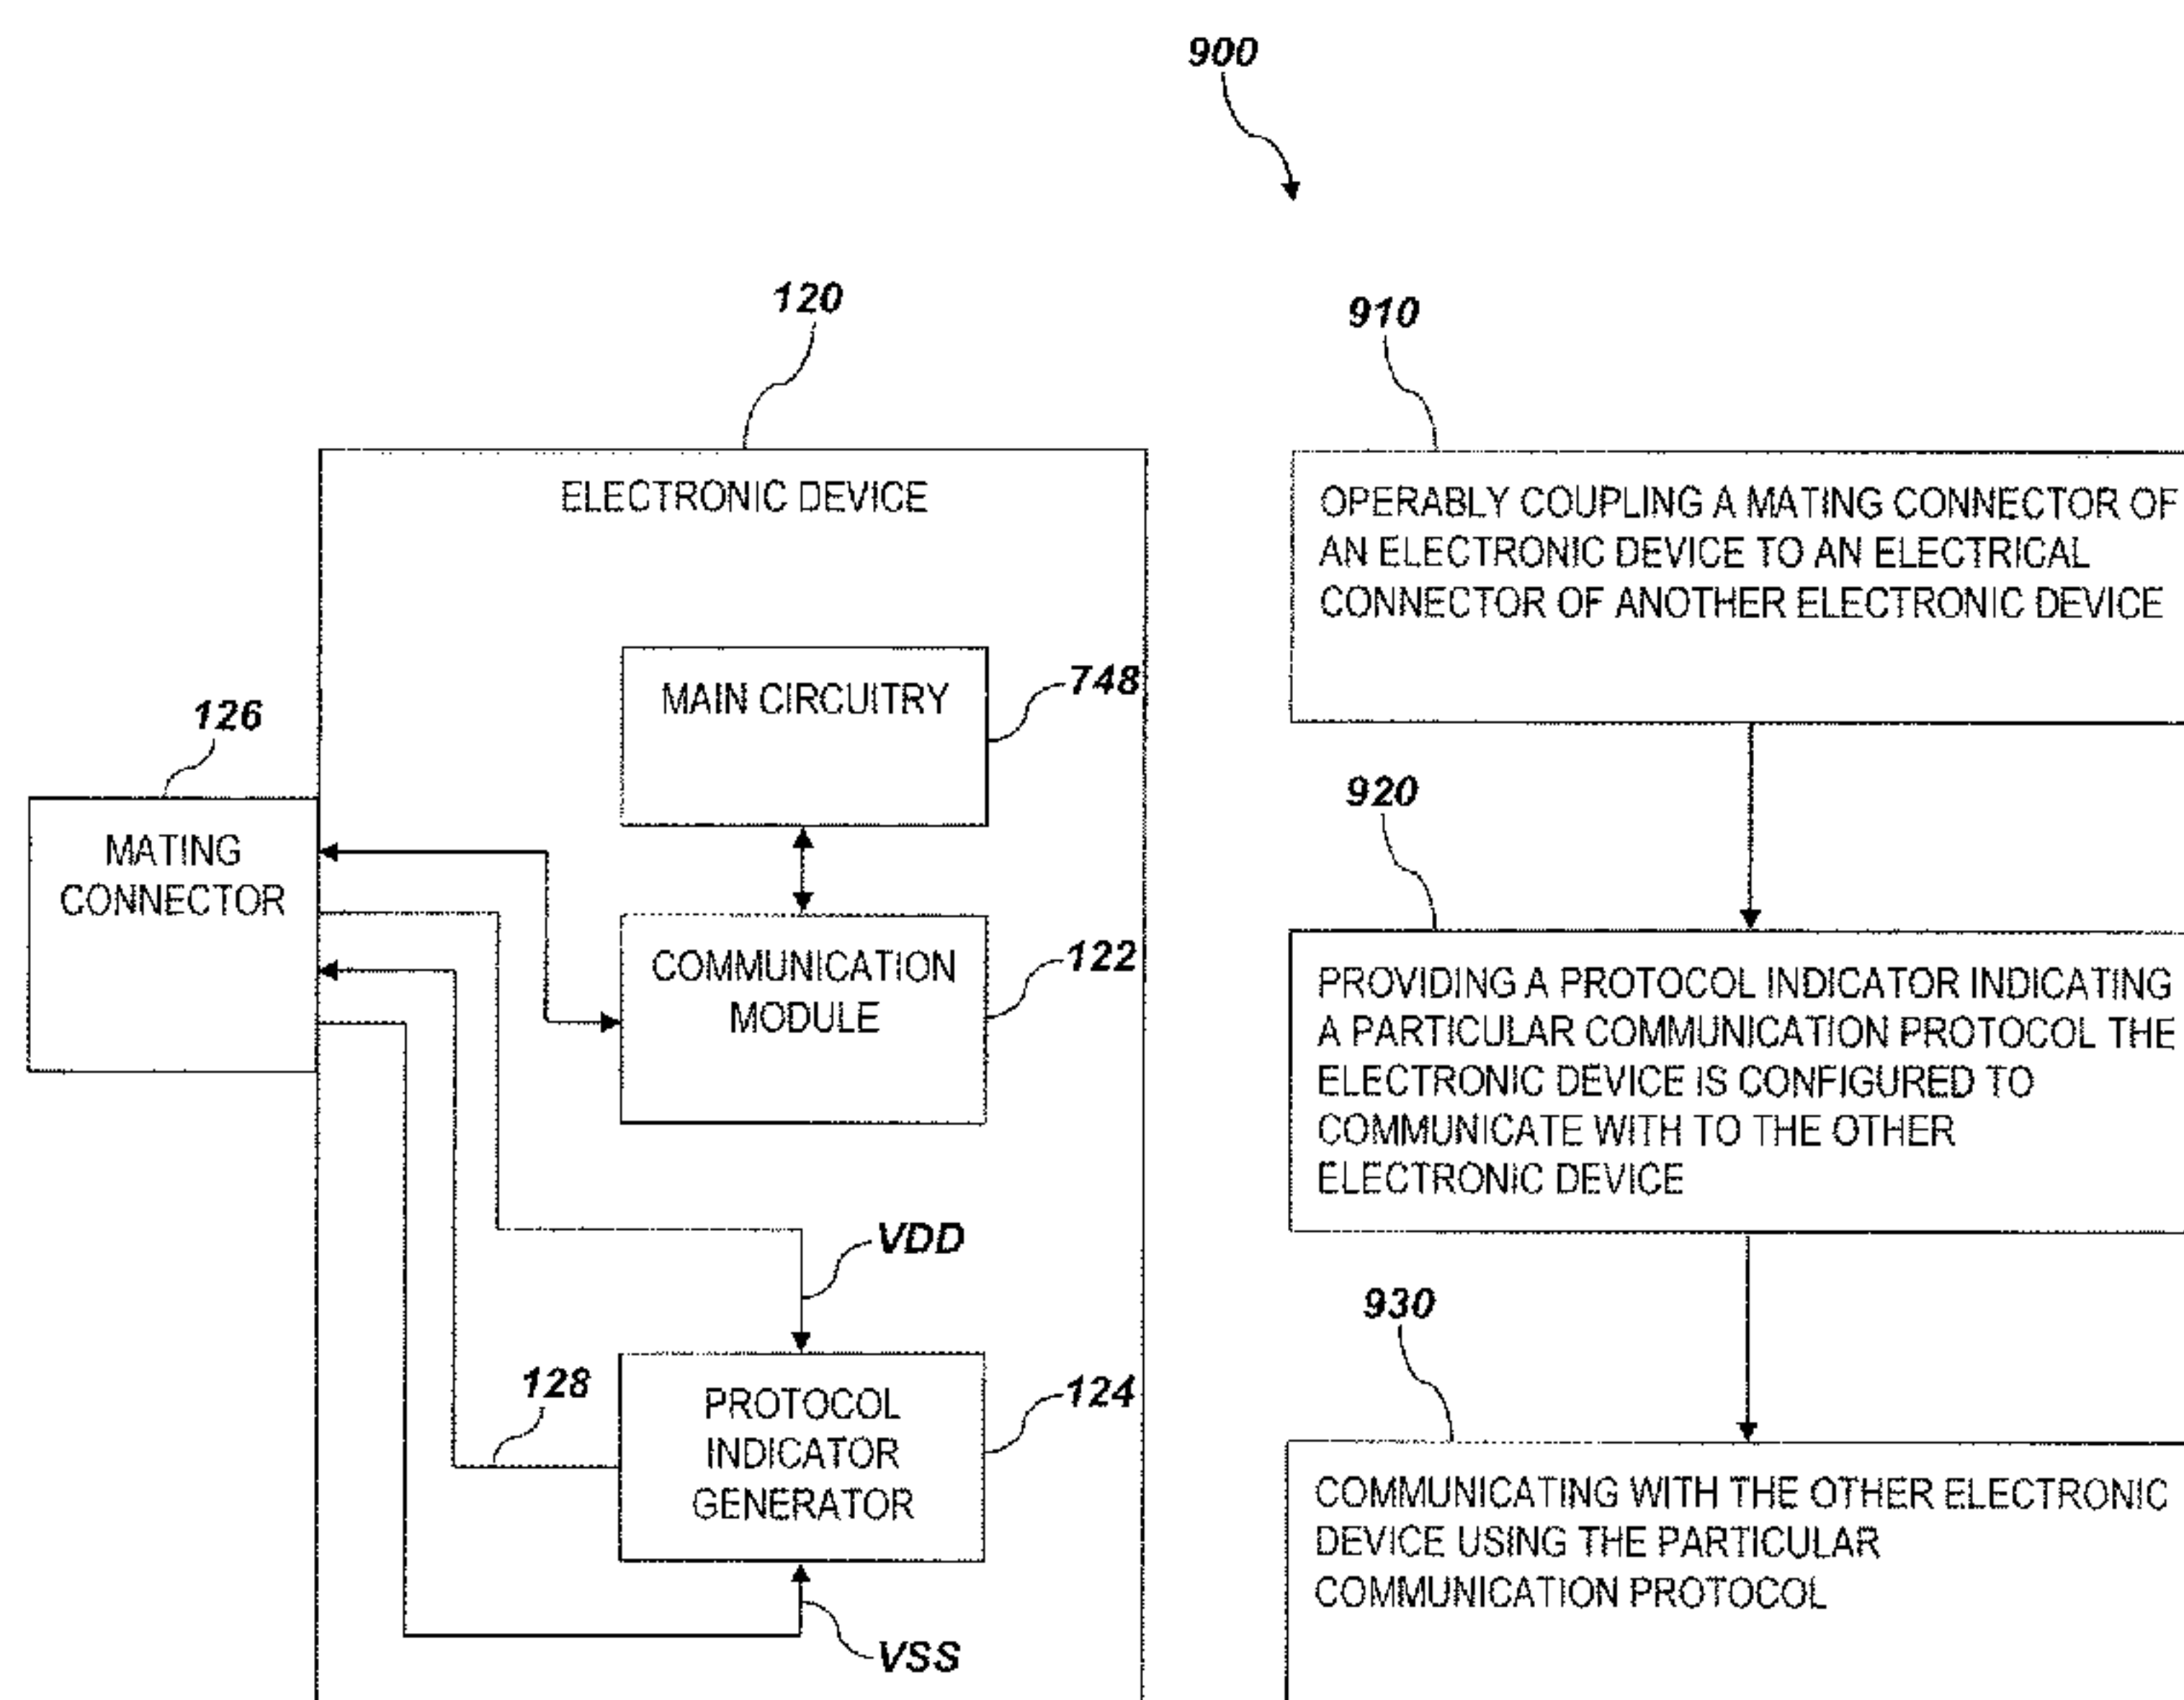 900
120
ELECTRONIC DEVICE
MAIN CIRCUITRY
748
126
MATING
CONNECTOR
COMMUNICATION
MODULE
122
VDD
128
PROTOCOL
INDICATOR
GENERATOR
124
VSS
910
OPERABLY COUPLING A MATING CONNECTOR OF
AN ELECTRONIC DEVICE TO AN ELECTRICAL
CONNECTOR OF ANOTHER ELECTRONIC DEVICE
920
PROVIDING A PROTOCOL INDICATOR INDICATING
A PARTICULAR COMMUNICATION PROTOCOL THE
ELECTRONIC DEVICE IS CONFIGURED TO
COMMUNICATE WITH TO THE OTHER
ELECTRONIC DEVICE
930
COMMUNICATING WITH THE OTHER ELECTRONIC
DEVICE USING THE PARTICULAR
COMMUNICATION PROTOCOL